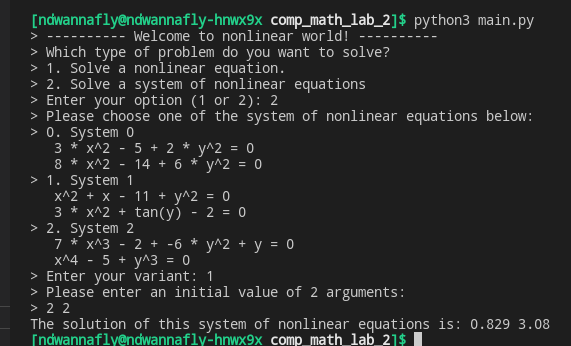 [ndwannafly@ndwannafly-hnwx9x comp_math_lab_2]$ python3 main.py
> ---------- Welcome to nonlinear world! ----------
> Which type of problem do you want to solve?
> 1. Solve a nonlinear equation.
> 2. Solve a system of nonlinear equations
> Enter your option (1 or 2): 2
> Please choose one of the system of nonlinear equations below:
> 0. System 0
   3 * x^2 - 5 + 2 * y^2 = 0
   8 * x^2 - 14 + 6 * y^2 = 0
> 1. System 1
   x^2 + x - 11 + y^2 = 0
   3 * x^2 + tan(y) - 2 = 0
> 2. System 2
   7 * x^3 - 2 + -6 * y^2 + y = 0
   x^4 - 5 + y^3 = 0
> Enter your variant: 1
> Please enter an initial value of 2 arguments:
> 2 2
The solution of this system of nonlinear equations is: 0.829 3.08
[ndwannafly@ndwannafly-hnwx9x comp_math_lab_2]$